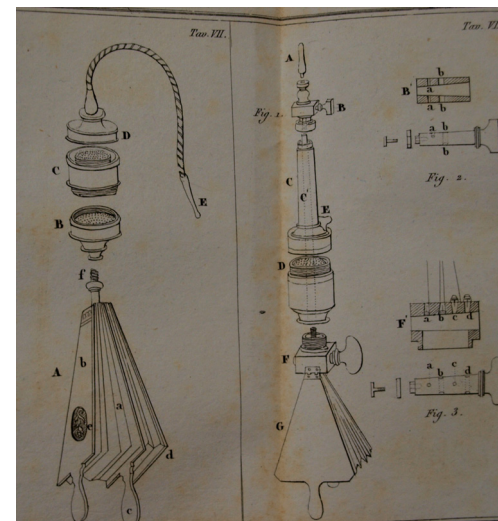 Tav. VII.
D
C
B
E
f
A
b
a
e
d
c
Tav. VI
A
Fig. 1.
B
C
C'
E
D
F
G
b
B'
a
a b
a b
b
Fig. 2.
F'
a b c d
a b c d
Fig. 3.